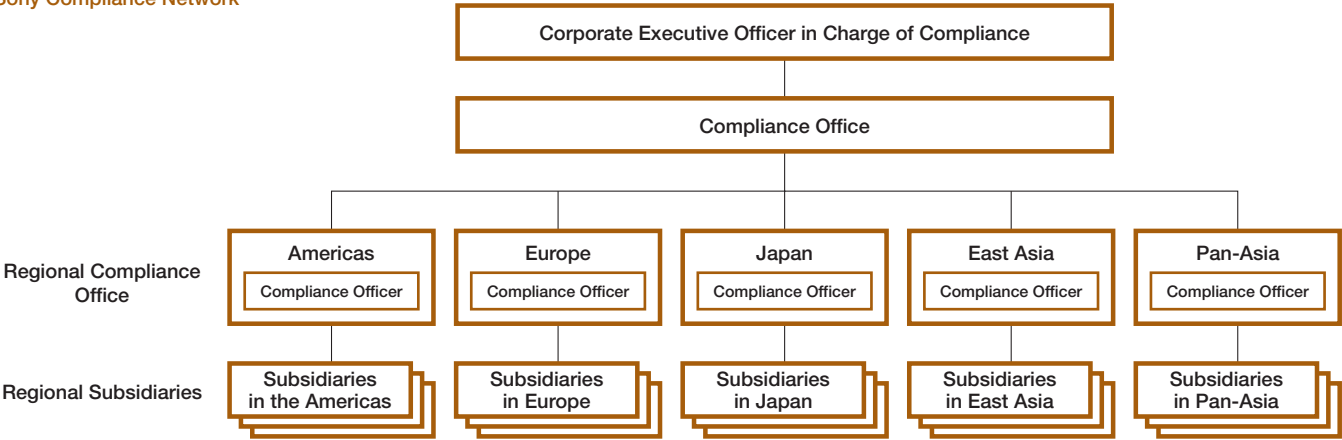 Sony Compliance Network
Corporate Executive Officer in Charge of Compliance
Compliance Office
Regional Compliance
Office
Americas
Compliance Officer
Europe
Compliance Officer
Japan
Compliance Officer
East Asia
Compliance Officer
Pan-Asia
Compliance Officer
Regional Subsidiaries
Subsidiaries
in the Americas
Subsidiaries
in Europe
Subsidiaries
in Japan
Subsidiaries
in East Asia
Subsidiaries
in Pan-Asia